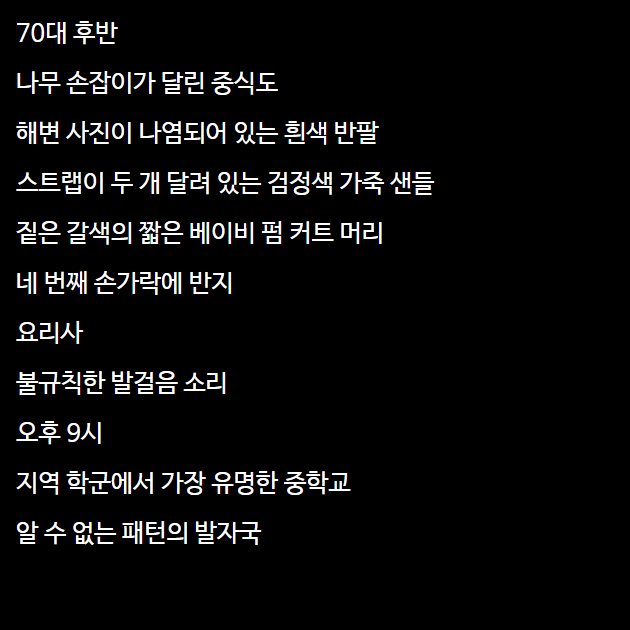 70대 후반
나무 손잡이가 달린 중식도
해변 사진이 나염되어 있는 흰색 반팔
스트랩이 두 개 달려 있는 검정색 가죽 샌들
짙은 갈색의 짧은 베이비 펌 커트 머리
네 번째 손가락에 반지
요리사
불규칙한 발걸음 소리
오후 9시
지역 학군에서 가장 유명한 중학교
알 수 없는 패턴의 발자국